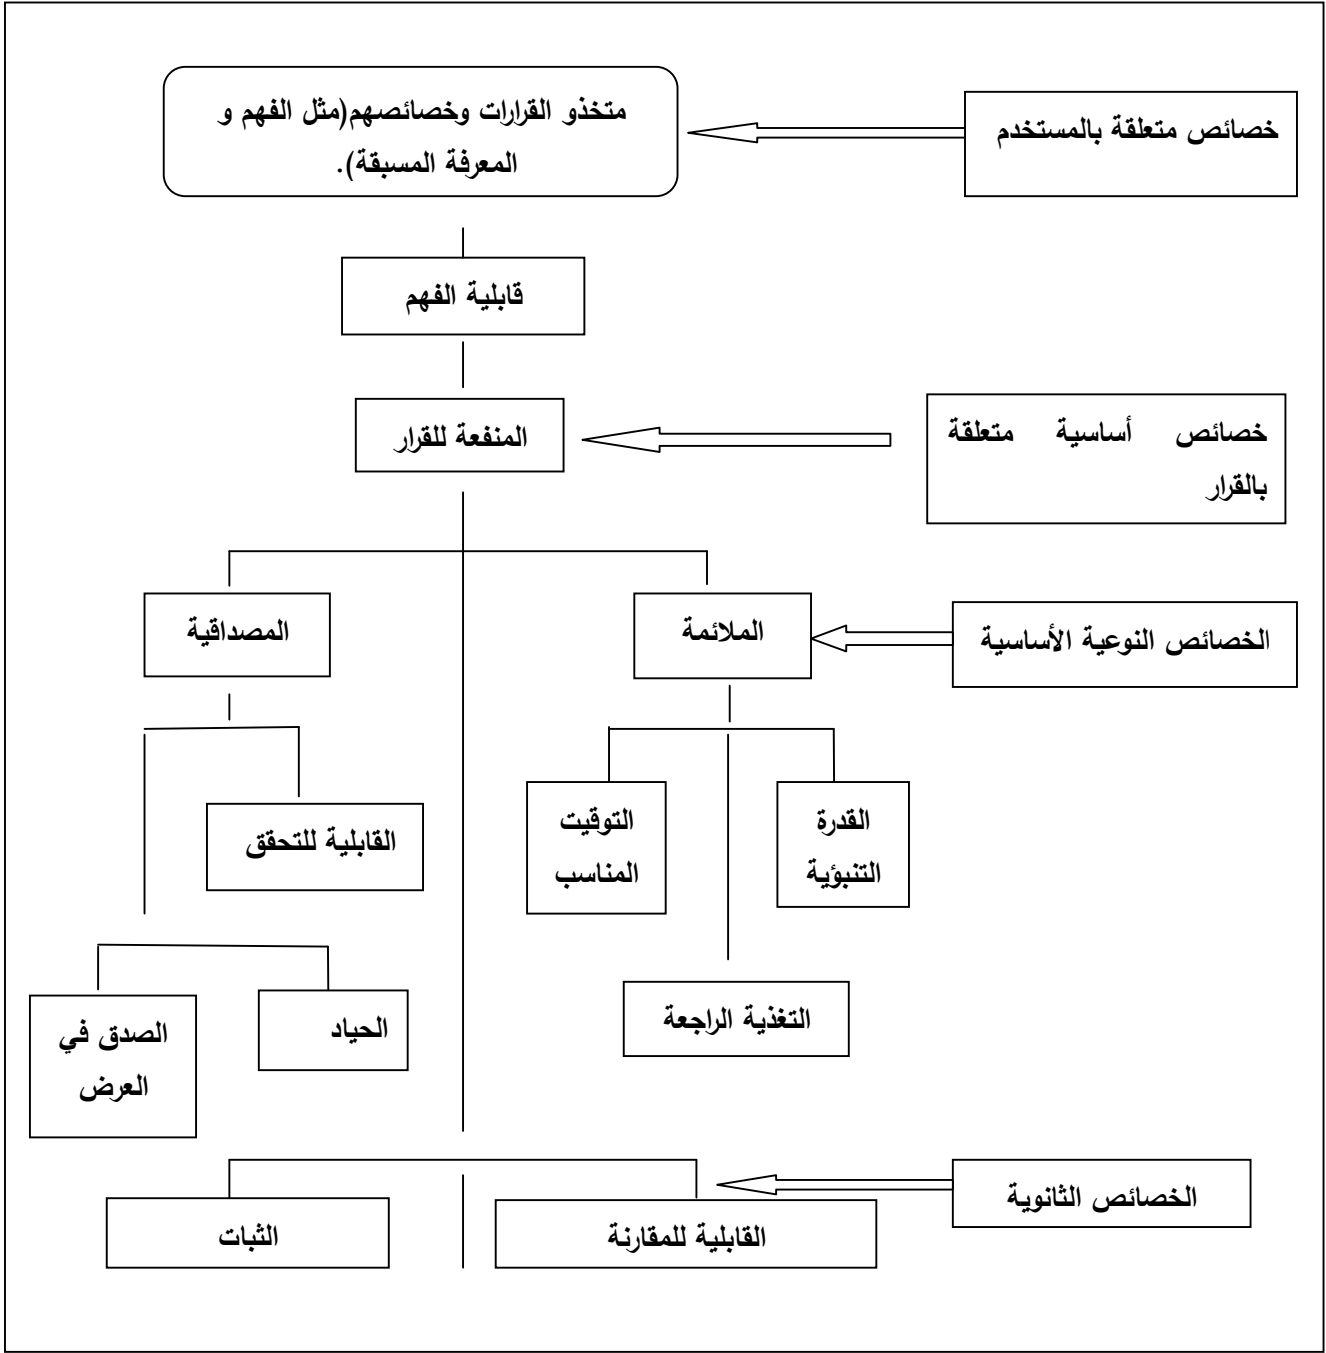 متخذو القرارات وخصائصهم(مثل الفهم و
المعرفة المسبقة).
خصائص متعلقة بالمستخدم
قابلية الفهم
المنفعة للقرار
خصائص أساسية متعلقة
بالقرار
الخصائص النوعية الأساسية
الملائمة
المصداقية
القدرة
التنبؤية
التوقيت
المناسب
القابلية للتحقق
التغذية الراجعة
الحياد
الصدق في
العرض
الخصائص الثانوية
القابلية للمقارنة
الثبات